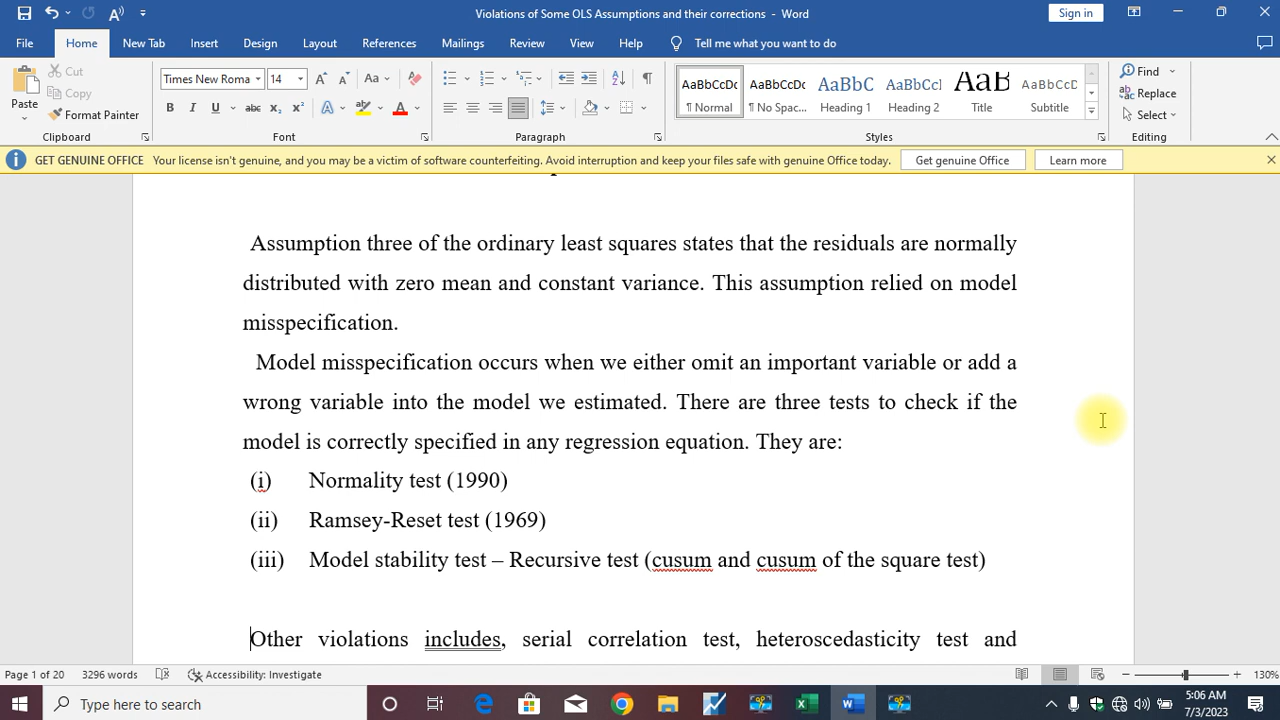 Violations of Some OLS Assumptions and their corrections - Word
Sign in
File Home New Tab Insert Design Layout References Mailings Review View Help Tell me what you want to do
Paste
Cut
Copy
Format Painter
Clipboard
Times New Roma 14
Font
Paragraph
AaBbCcDc AaBbCcDc AaBbC AaBbCcC AaB AaBbCcD
¶ Normal ¶ No Spac... Heading 1 Heading 2 Title Subtitle
Styles
Find
Replace
Select
Editing
GET GENUINE OFFICE Your license isn't genuine, and you may be a victim of software counterfeiting. Avoid interruption and keep your files safe with genuine Office today. Get genuine Office Learn more
Assumption three of the ordinary least squares states that the residuals are normally
distributed with zero mean and constant variance. This assumption relied on model
misspecification.
Model misspecification occurs when we either omit an important variable or add a
wrong variable into the model we estimated. There are three tests to check if the
model is correctly specified in any regression equation. They are:
(i) Normality test (1990)
(ii) Ramsey-Reset test (1969)
(iii) Model stability test – Recursive test (cusum and cusum of the square test)
Other violations includes, serial correlation test, heteroscedasticity test and
Page 1 of 20 3296 words Accessibility: Investigate 130%
Type here to search
5:06 AM
7/3/2023